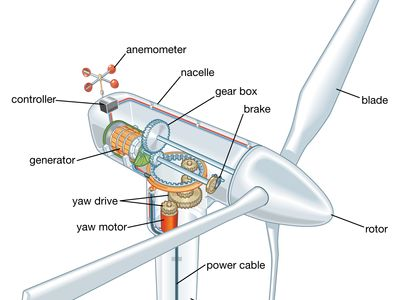 anemometer
nacelle
gear box
controller
brake
blade
generator
yaw drive
yaw motor
rotor
power cable